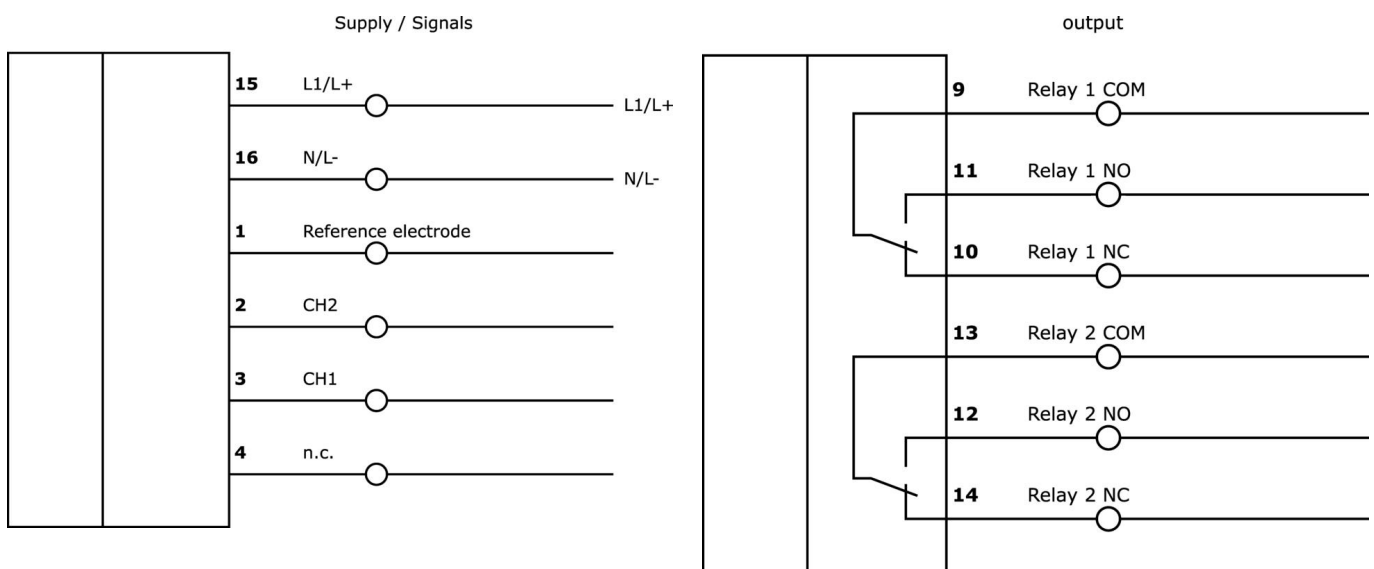 Supply / Signals
15 L1/L+
L1/L+
16 N/L-
N/L-
1 Reference electrode
2 CH2
3 CH1
4 n.c.
output
9 Relay 1 COM
11 Relay 1 NO
10 Relay 1 NC
13 Relay 2 COM
12 Relay 2 NO
14 Relay 2 NC